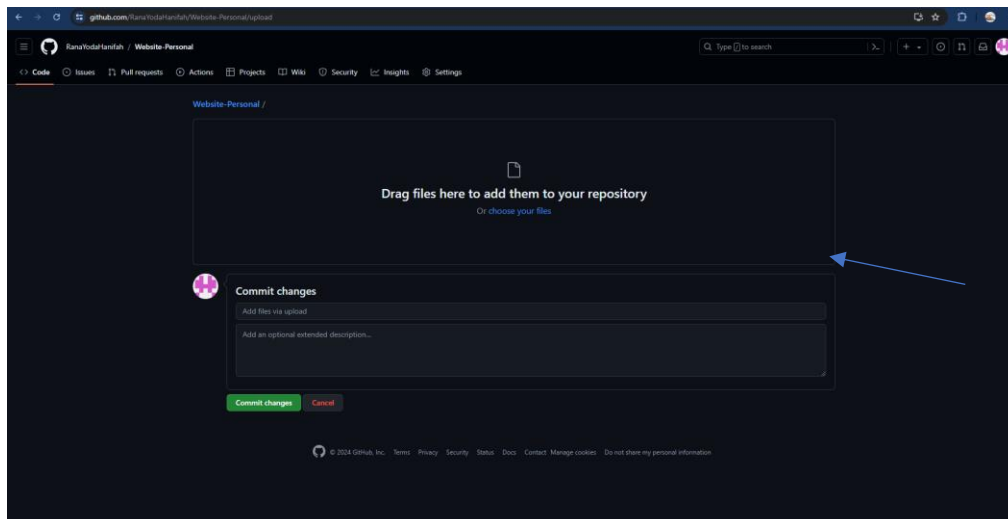 github.com/RanaYodaHanifah/Website-Personal/upload
RanaYodaHanifah / Website-Personal
Q Type / to search
Code Issues Pull requests Actions Projects Wiki Security Insights Settings
Website-Personal /
Drag files here to add them to your repository
Or choose your files
Commit changes
Add files via upload
Add an optional extended description...
Commit changes Cancel
© 2024 GitHub, Inc. Terms Privacy Security Status Docs Contact Manage cookies Do not share my personal information